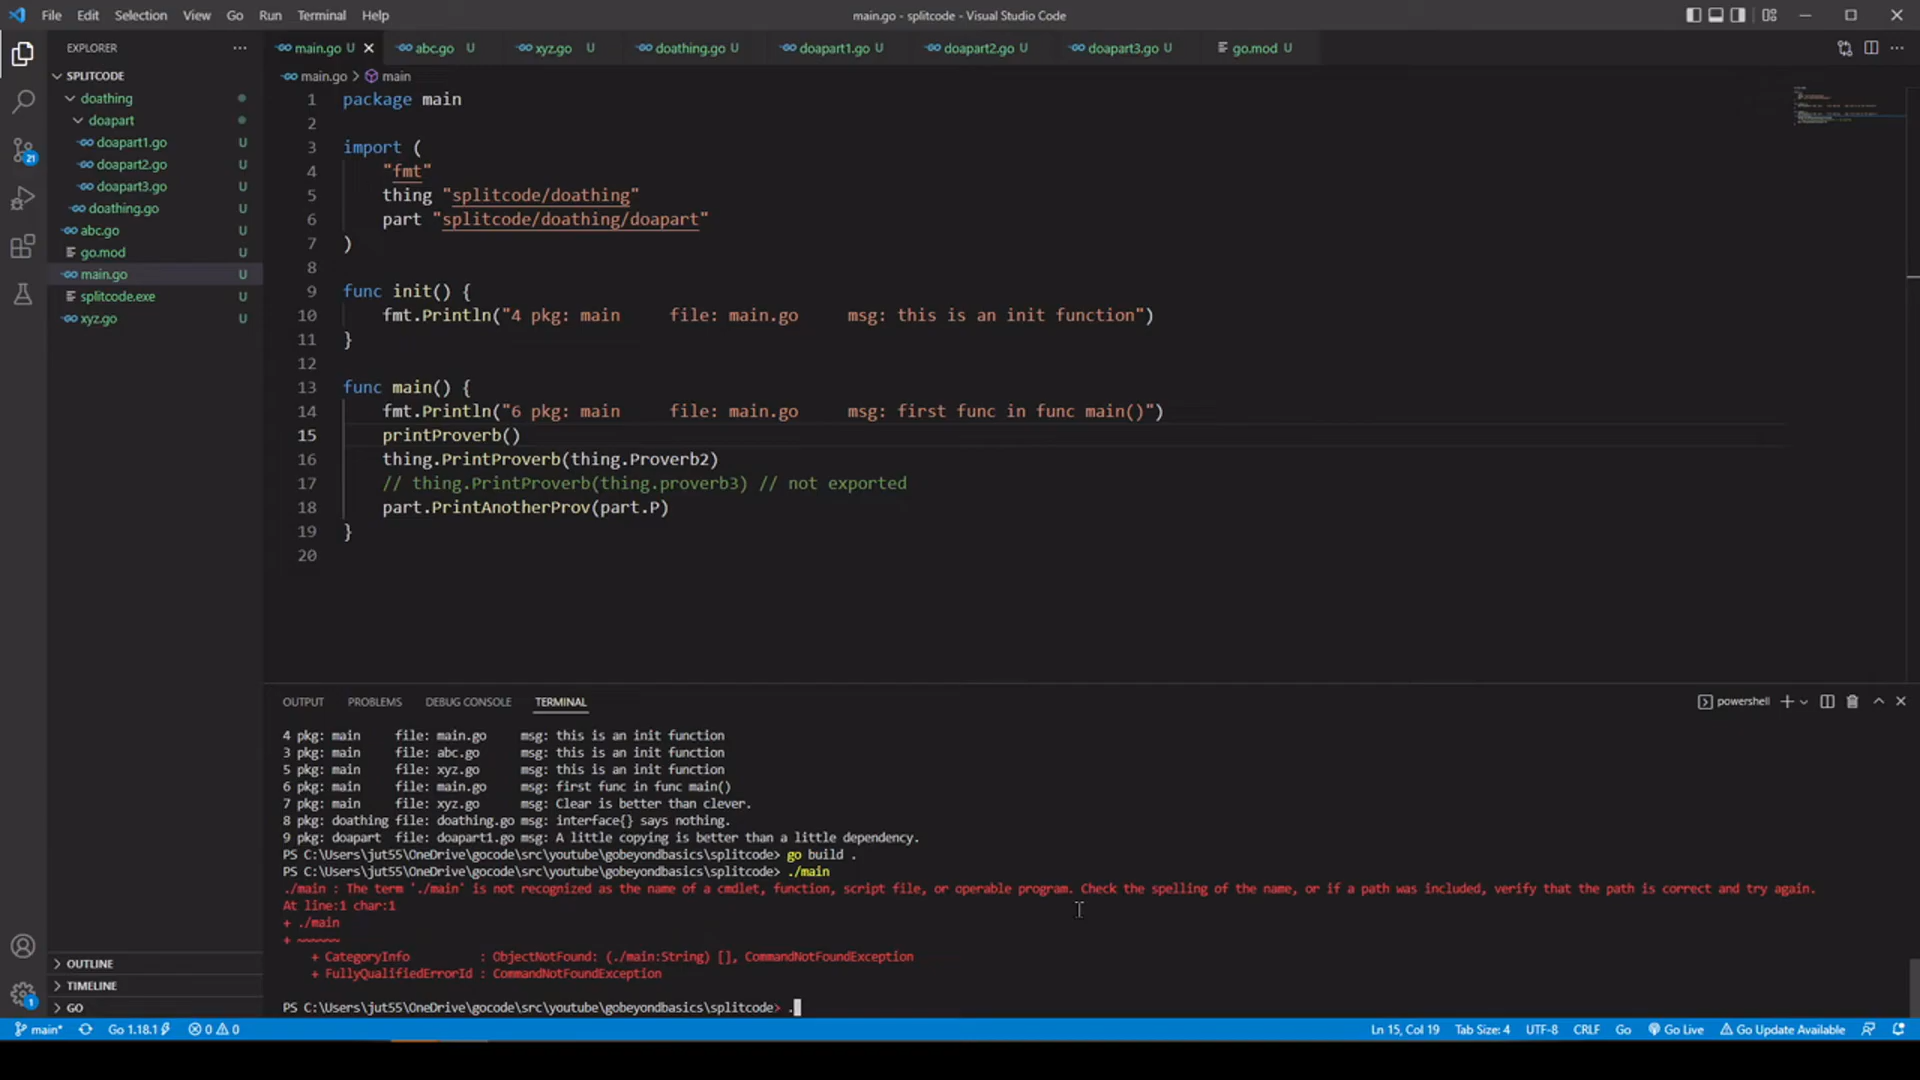 File Edit Selection View Go Run Terminal Help
main.go - splitcode - Visual Studio Code
EXPLORER
SPLITCODE
doathing
doapart
doapart1.go U
doapart2.go U
doapart3.go U
doathing.go U
abc.go U
go.mod U
main.go U
splitcode.exe U
xyz.go U
21
OUTLINE
TIMELINE
GO
1
main.go U abc.go U xyz.go U doathing.go U doapart1.go U doapart2.go U doapart3.go U go.mod U
main.go > main
1 package main
2
3 import (
4 "fmt"
5 thing "splitcode/doathing"
6 part "splitcode/doathing/doapart"
7 )
8
9 func init() {
10 fmt.Println("4 pkg: main     file: main.go     msg: this is an init function")
11 }
12
13 func main() {
14 fmt.Println("6 pkg: main     file: main.go     msg: first func in func main()")
15 printProverb()
16 thing.PrintProverb(thing.Proverb2)
17 // thing.PrintProverb(thing.proverb3) // not exported
18 part.PrintAnotherProv(part.P)
19 }
20
OUTPUT PROBLEMS DEBUG CONSOLE TERMINAL
powershell
4 pkg: main     file: main.go     msg: this is an init function
3 pkg: main     file: abc.go      msg: this is an init function
5 pkg: main     file: xyz.go      msg: this is an init function
6 pkg: main     file: main.go     msg: first func in func main()
7 pkg: main     file: xyz.go      msg: Clear is better than clever.
8 pkg: doathing file: doathing.go msg: interface{} says nothing.
9 pkg: doapart  file: doapart1.go msg: A little copying is better than a little dependency.
PS C:\Users\jut55\OneDrive\gocode\src\youtube\gobeyondbasics\splitcode> go build .
PS C:\Users\jut55\OneDrive\gocode\src\youtube\gobeyondbasics\splitcode> ./main
./main : The term './main' is not recognized as the name of a cmdlet, function, script file, or operable program. Check the spelling of the name, or if a path was included, verify that the path is correct and try again.
At line:1 char:1
+ ./main
+ ~~~~~~
+ CategoryInfo          : ObjectNotFound: (./main:String) [], CommandNotFoundException
+ FullyQualifiedErrorId : CommandNotFoundException
PS C:\Users\jut55\OneDrive\gocode\src\youtube\gobeyondbasics\splitcode> .
main* Go 1.18.1 0 0 Ln 15, Col 19 Tab Size: 4 UTF-8 CRLF Go Go Live Go Update Available